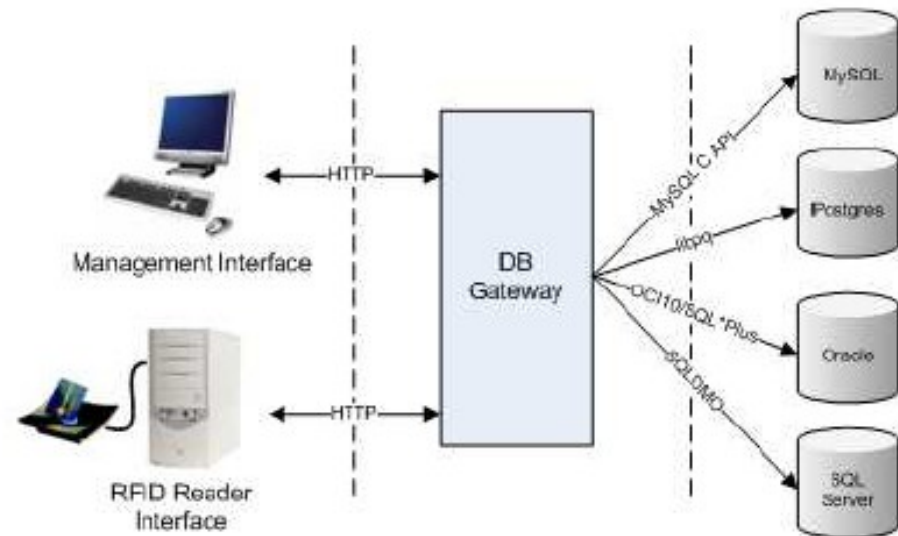 HTTP
Management Interface
HTTP
RFID Reader
Interface
DB
Gateway
MySQL C API
libpq
OCI10/SQL*Plus
SQLDMO
MySQL
Postgres
Oracle
SQL
Server